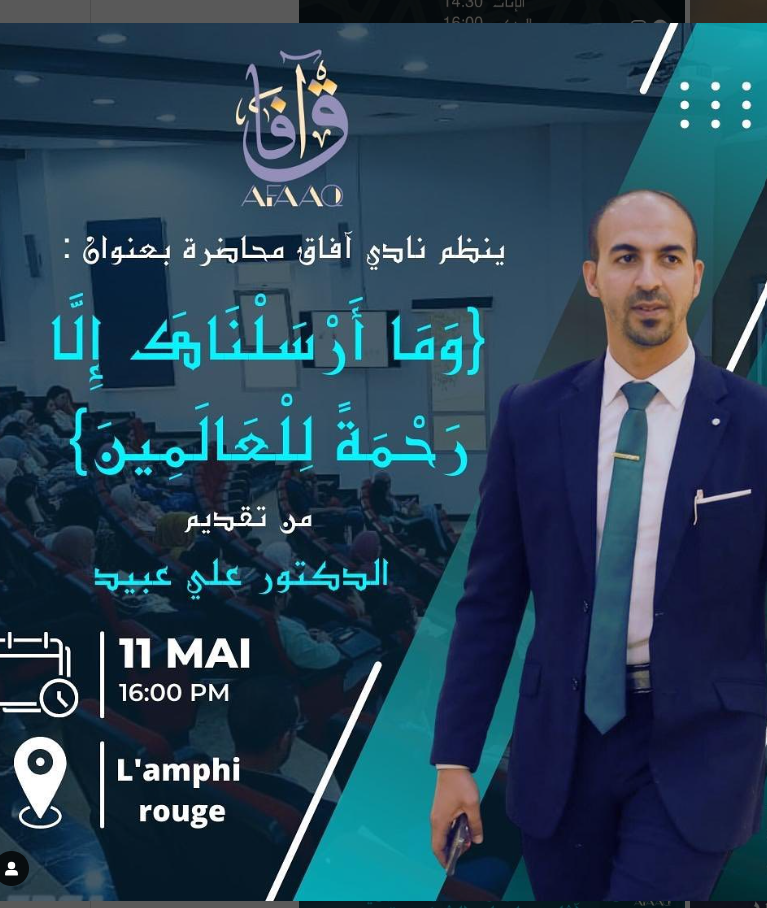 آفاق
AFAAQ
ينظم نادي آفاق محاضرة بعنوان :
{وَمَا أَرْسَلْنَاكَ إِلَّا
رَحْمَةً لِلْعَالَمِينَ}
من تقديم
الدكتور علي عبيد
11 MAI
16:00 PM
L'amphi
rouge